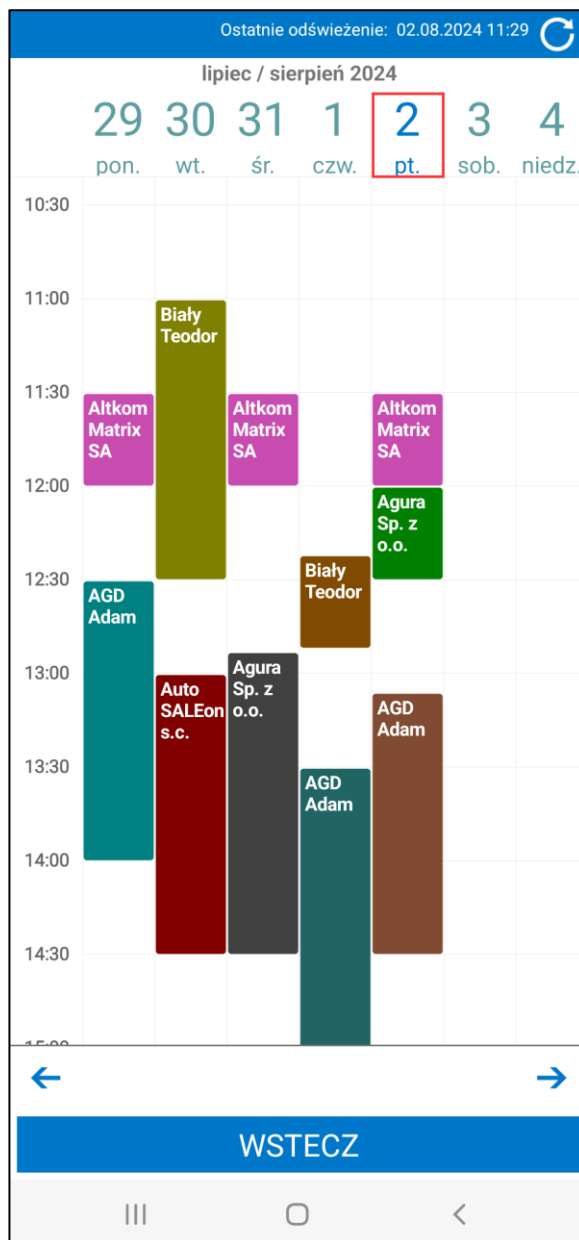 Ostatnie odświeżenie: 02.08.2024 11:29
lipiec / sierpień 2024
29 30 31 1 2 3 4
pon. wt. śr. czw. pt. sob. niedz.
10:30
11:00
Biały
Teodor
11:30
Altkom
Matrix
SA
Altkom
Matrix
SA
Altkom
Matrix
SA
12:00
Agura
Sp. z
o.o.
12:30
Biały
Teodor
AGD
Adam
13:00
Agura
Sp. z
o.o.
Auto
SALEon
s.c.
AGD
Adam
13:30
AGD
Adam
14:00
14:30
15:00
WSTECZ